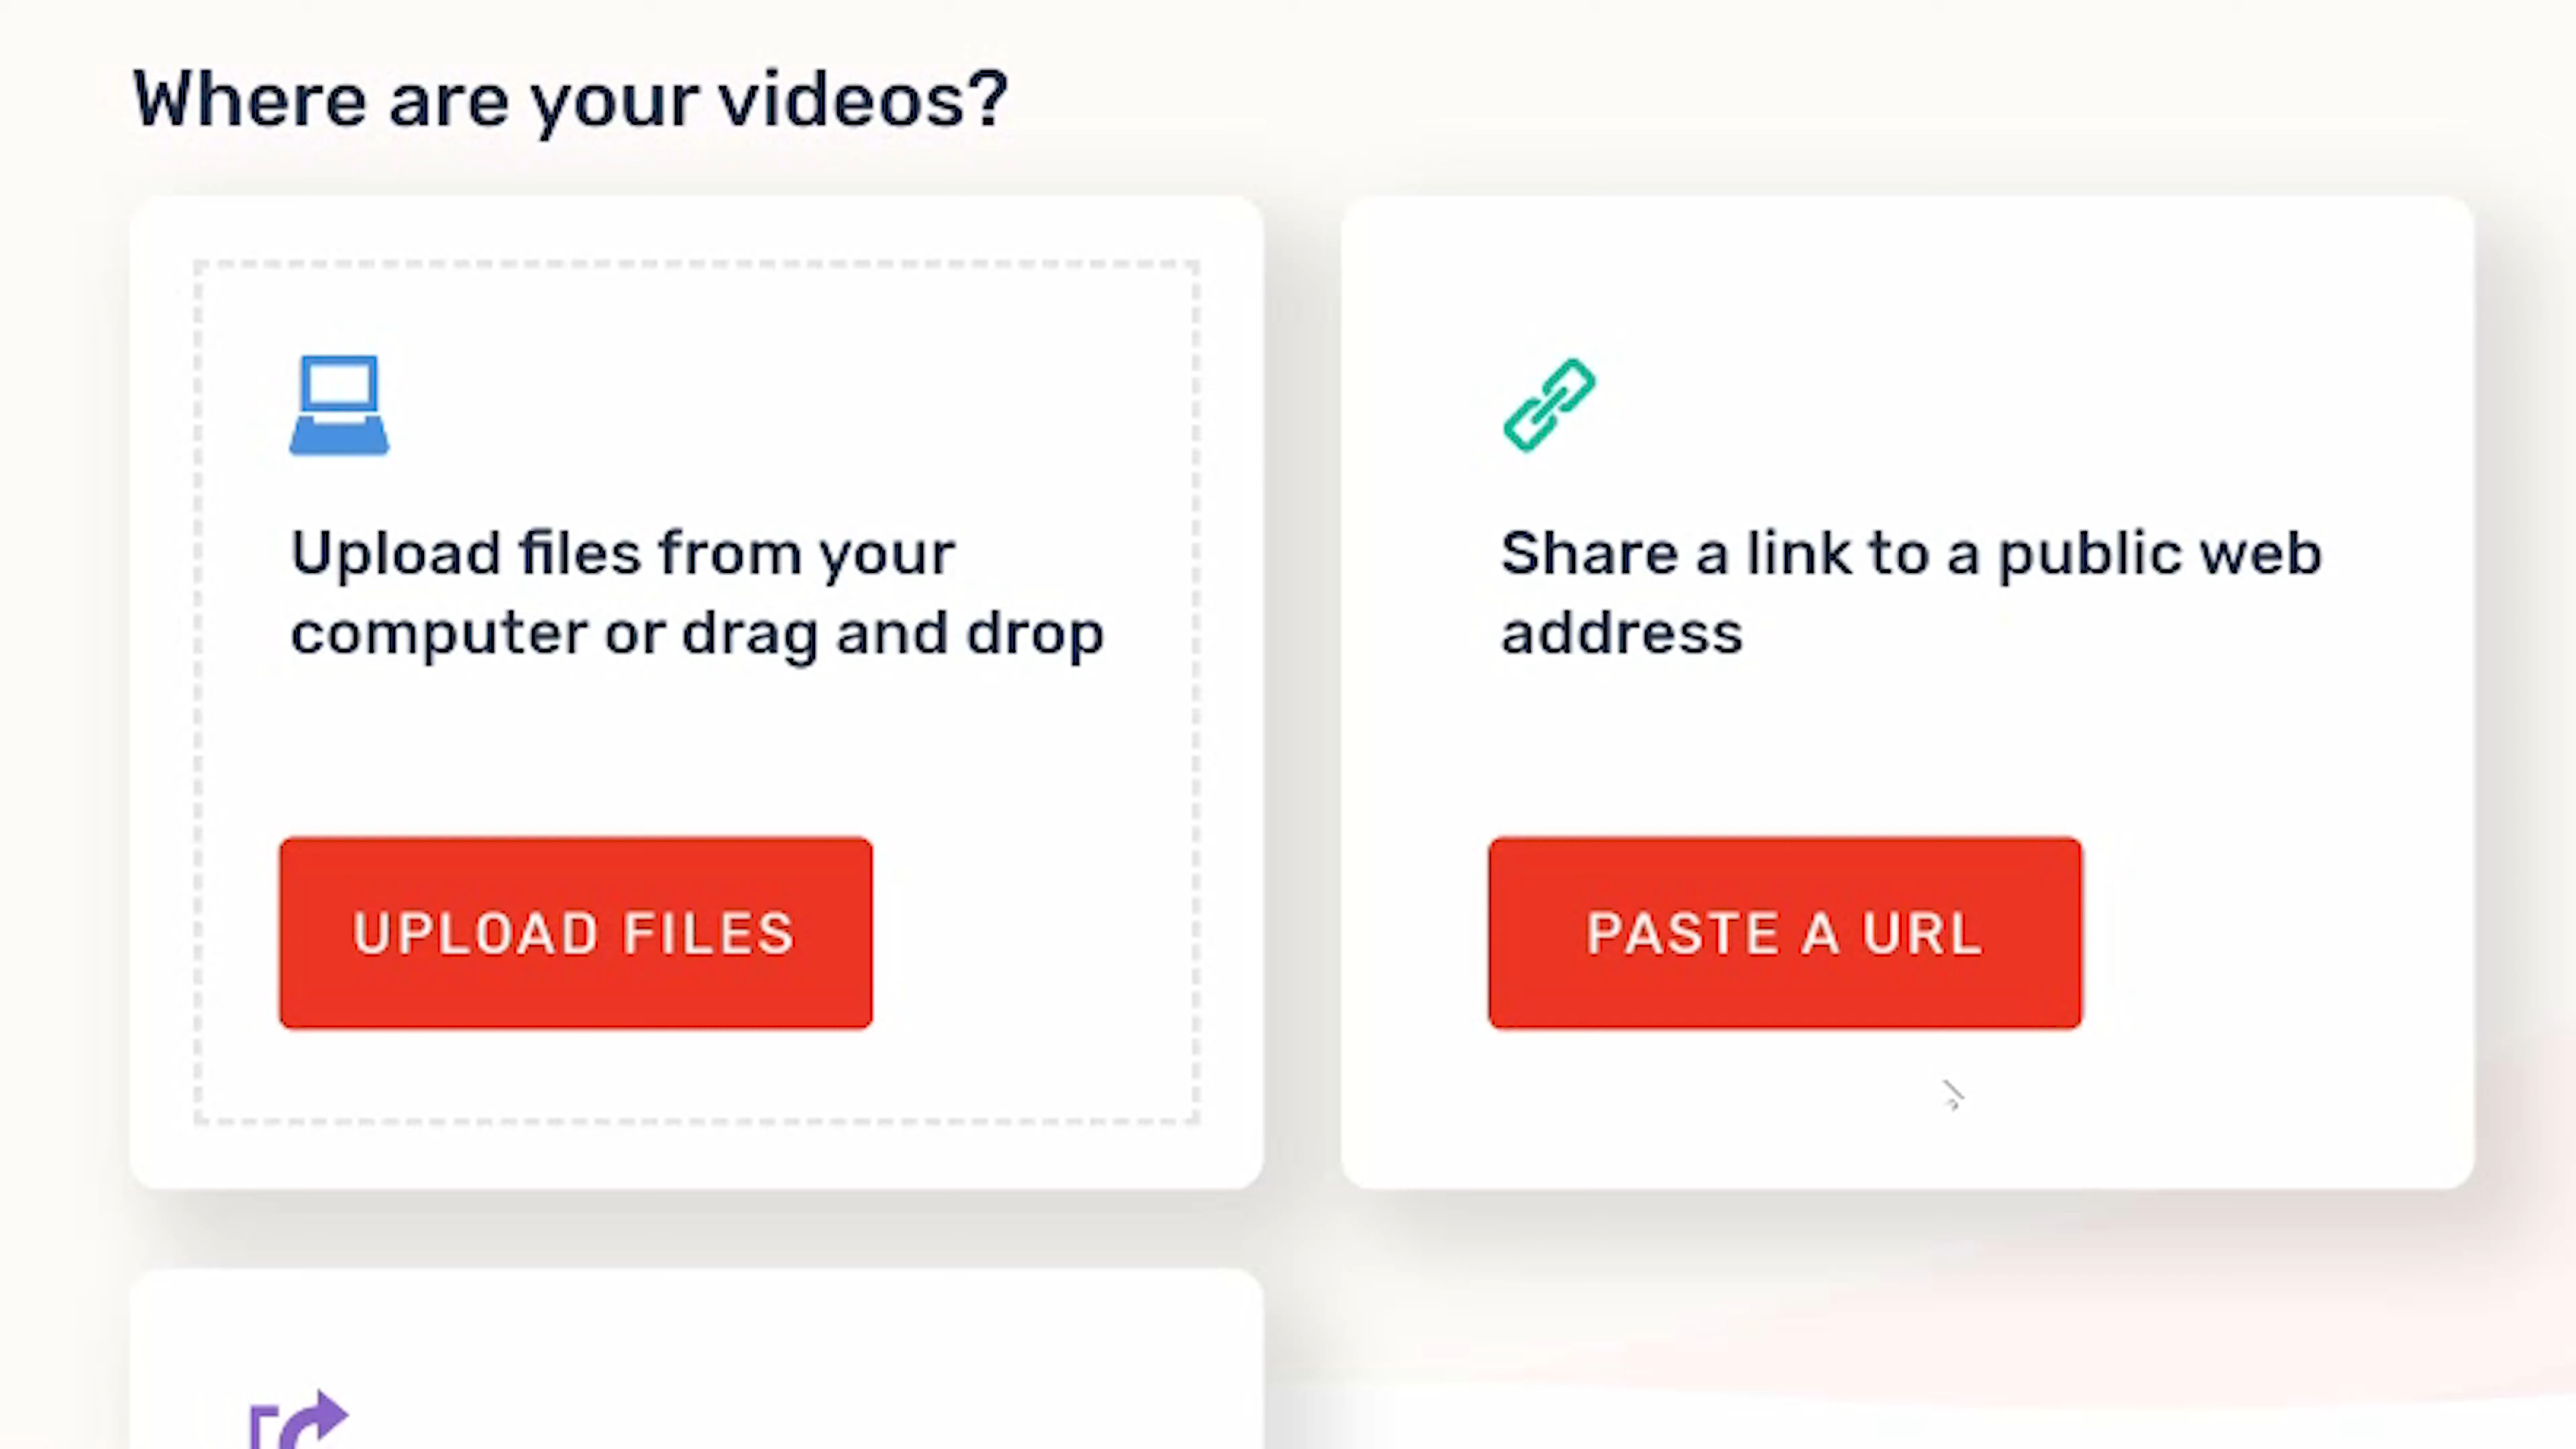 Where are your videos?
Upload files from your
computer or drag and drop
UPLOAD FILES
Share a link to a public web
address
PASTE A URL